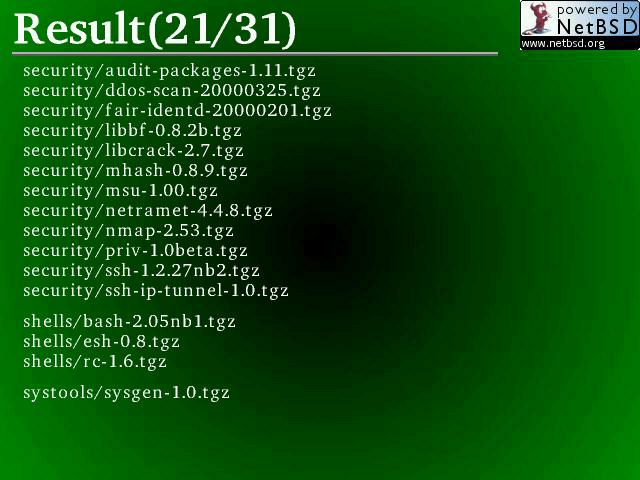 Result(21/31)
powered by
NetBSD
www.netbsd.org
security/audit-packages-1.11.tgz
security/ddos-scan-20000325.tgz
security/fair-identd-20000201.tgz
security/libbf-0.8.2b.tgz
security/libcrack-2.7.tgz
security/mhash-0.8.9.tgz
security/msu-1.00.tgz
security/netramet-4.4.8.tgz
security/nmap-2.53.tgz
security/priv-1.0beta.tgz
security/ssh-1.2.27nb2.tgz
security/ssh-ip-tunnel-1.0.tgz
shells/bash-2.05nb1.tgz
shells/esh-0.8.tgz
shells/rc-1.6.tgz
systools/sysgen-1.0.tgz